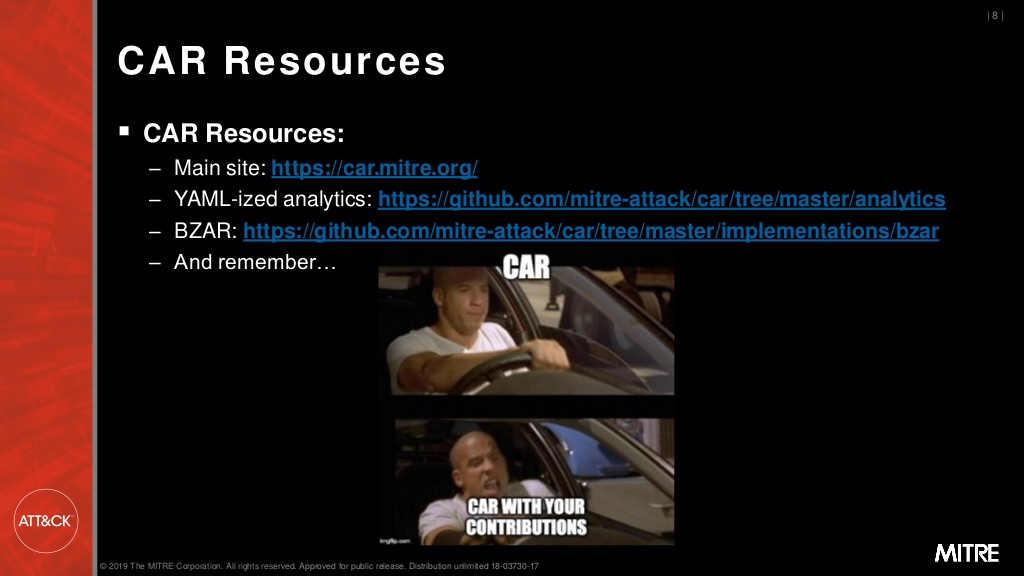 | 8 |
CAR Resources
▪ CAR Resources:
– Main site: https://car.mitre.org/
– YAML-ized analytics: https://github.com/mitre-attack/car/tree/master/analytics
– BZAR: https://github.com/mitre-attack/car/tree/master/implementations/bzar
– And remember…
CAR
CAR WITH YOUR
CONTRIBUTIONS
imgflip.com
ATT&CK™
MITRE
© 2019 The MITRE Corporation. All rights reserved. Approved for public release. Distribution unlimited 18-03730-17